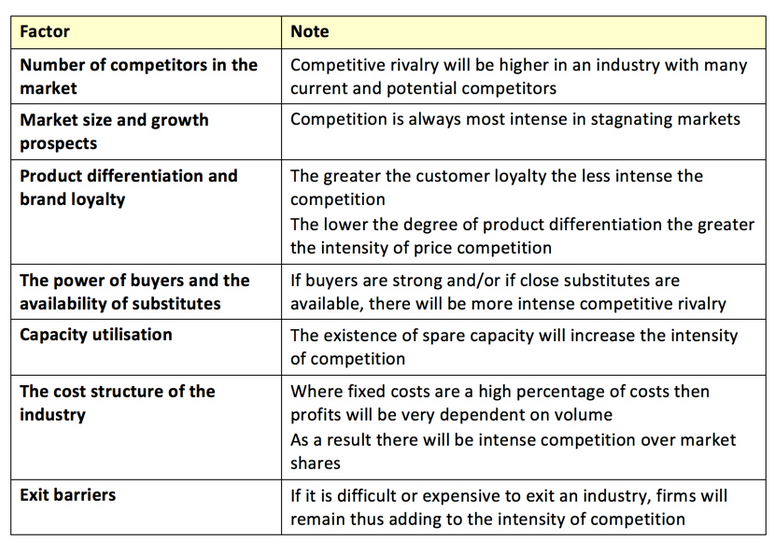 Factor
Note
Number of competitors in the
market
Competitive rivalry will be higher in an industry with many
current and potential competitors
Market size and growth
prospects
Competition is always most intense in stagnating markets
Product differentiation and
brand loyalty
The greater the customer loyalty the less intense the
competition
The lower the degree of product differentiation the greater
the intensity of price competition
The power of buyers and the
availability of substitutes
If buyers are strong and/or if close substitutes are
available, there will be more intense competitive rivalry
Capacity utilisation
The existence of spare capacity will increase the intensity
of competition
The cost structure of the
industry
Where fixed costs are a high percentage of costs then
profits will be very dependent on volume
As a result there will be intense competition over market
shares
Exit barriers
If it is difficult or expensive to exit an industry, firms will
remain thus adding to the intensity of competition